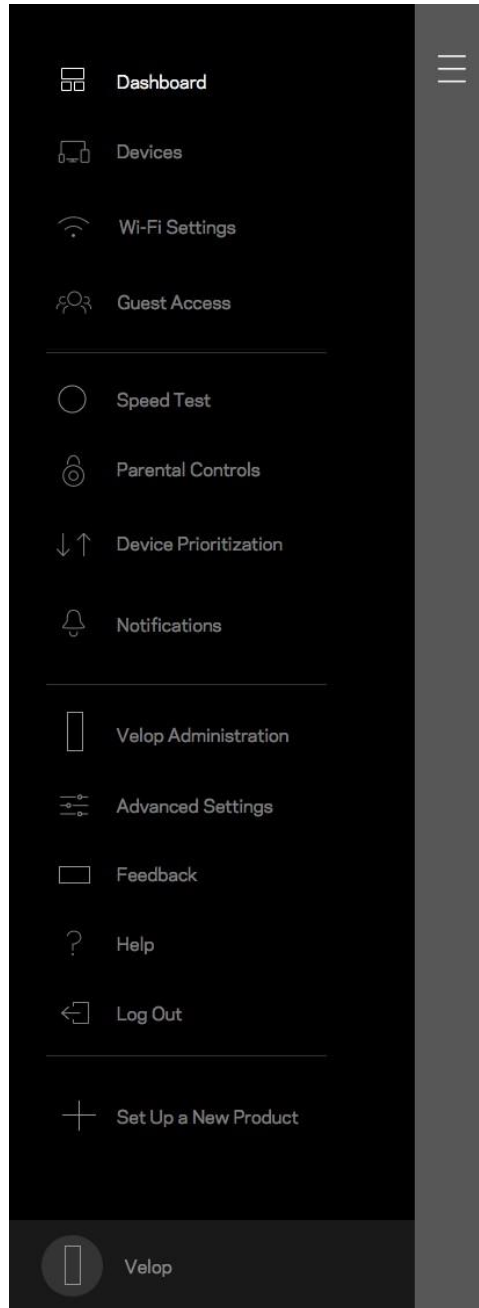 Dashboard
Devices
Wi-Fi Settings
Guest Access
Speed Test
Parental Controls
Device Prioritization
Notifications
Velop Administration
Advanced Settings
Feedback
Help
Log Out
Set Up a New Product
Velop